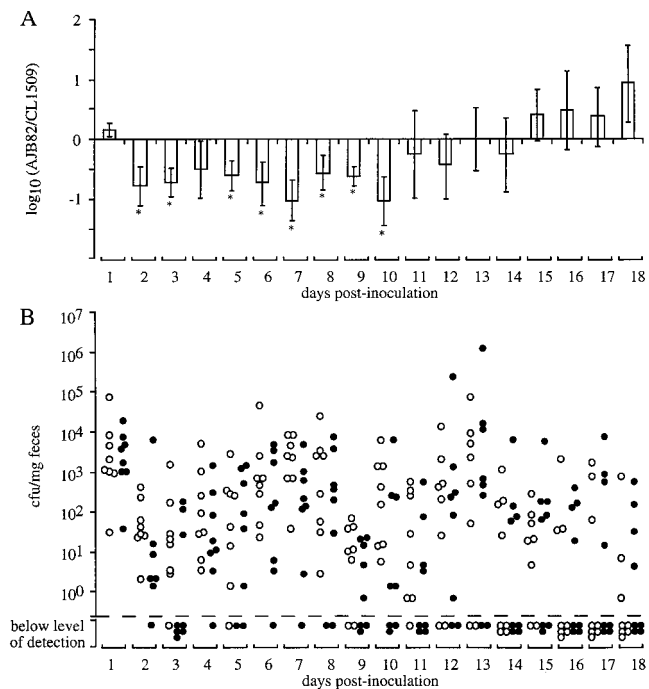 A
log10 (AJB82/CL1509)
2
1
0
-1
* * * * * * * *
1 2 3 4 5 6 7 8 9 10 11 12 13 14 15 16 17 18
days post-inoculation
B
cfu/mg feces
10^7
10^6
10^5
10^4
10^3
10^2
10^1
10^0
below level
of detection
1 2 3 4 5 6 7 8 9 10 11 12 13 14 15 16 17 18
days post-inoculation